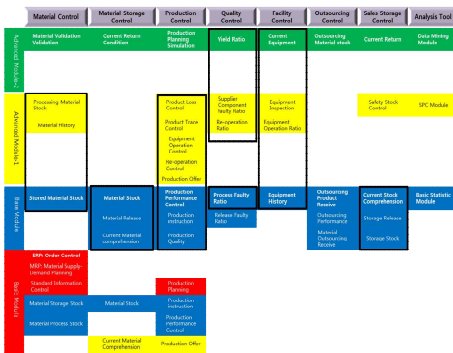 Material Control
Material Storage
Control
Production
Control
Quality
Control
Facility
Control
Outsourcing
Control
Sales Storage
Control
Analysis Tool
Advanced Module-2
Material Validation
Validation
Current Return
Condition
Production
Planning
Simulation
Yield Ratio
Current
Equipment
Outsourcing
Material stock
Current Return
Data Mining
Module
Advanced Module-1
Processing Material
Stock
Material History
Product Loss
Control
Product Trace
Control
Equipment
Operation
Control
Re-operation
Control
Production Offer
Supplier
Component
Faulty Ratio
Re-operation
Ratio
Equipment
Inspection
Equipment
Operation Ratio
Safety Stock
Control
SPC Module
Basic Module
Stored Material Stock
Material Stock
Material Release
Current Material
comprehension
Production
Performance
Control
Production
instruction
Production
Quality
Process Faulty
Ratio
Release Faulty
Ratio
Equipment
History
Outsourcing
Product
Receive
Outsourcing
Performance
Material
Outsourcing
Receive
Current Stock
Comprehension
Storage Release
Storage Stock
Basic Statistic
Module
Basic Module
ERP: Order Control
MRP: Material Supply-
Demand Planning
Standard Information
Control
Production
Planning
Material Storage Stock
Material Stock
Production
instruction
Material Process Stock
Production
Performance
Control
Current Material
Comprehension
Production Offer